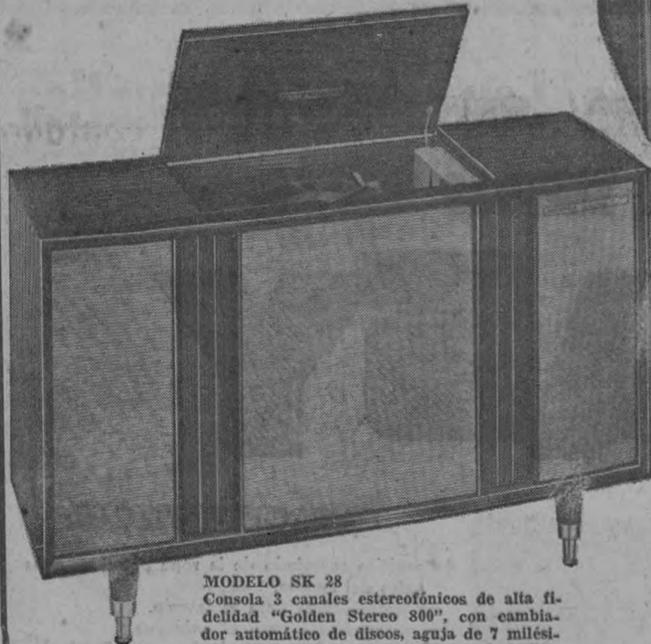 MODELO SK 28
Consola 3 canales estereofónicos de alta fi-
delidad “Golden Stereo 800”, con cambia-
dor automático de discos, aguja de 7 milési-